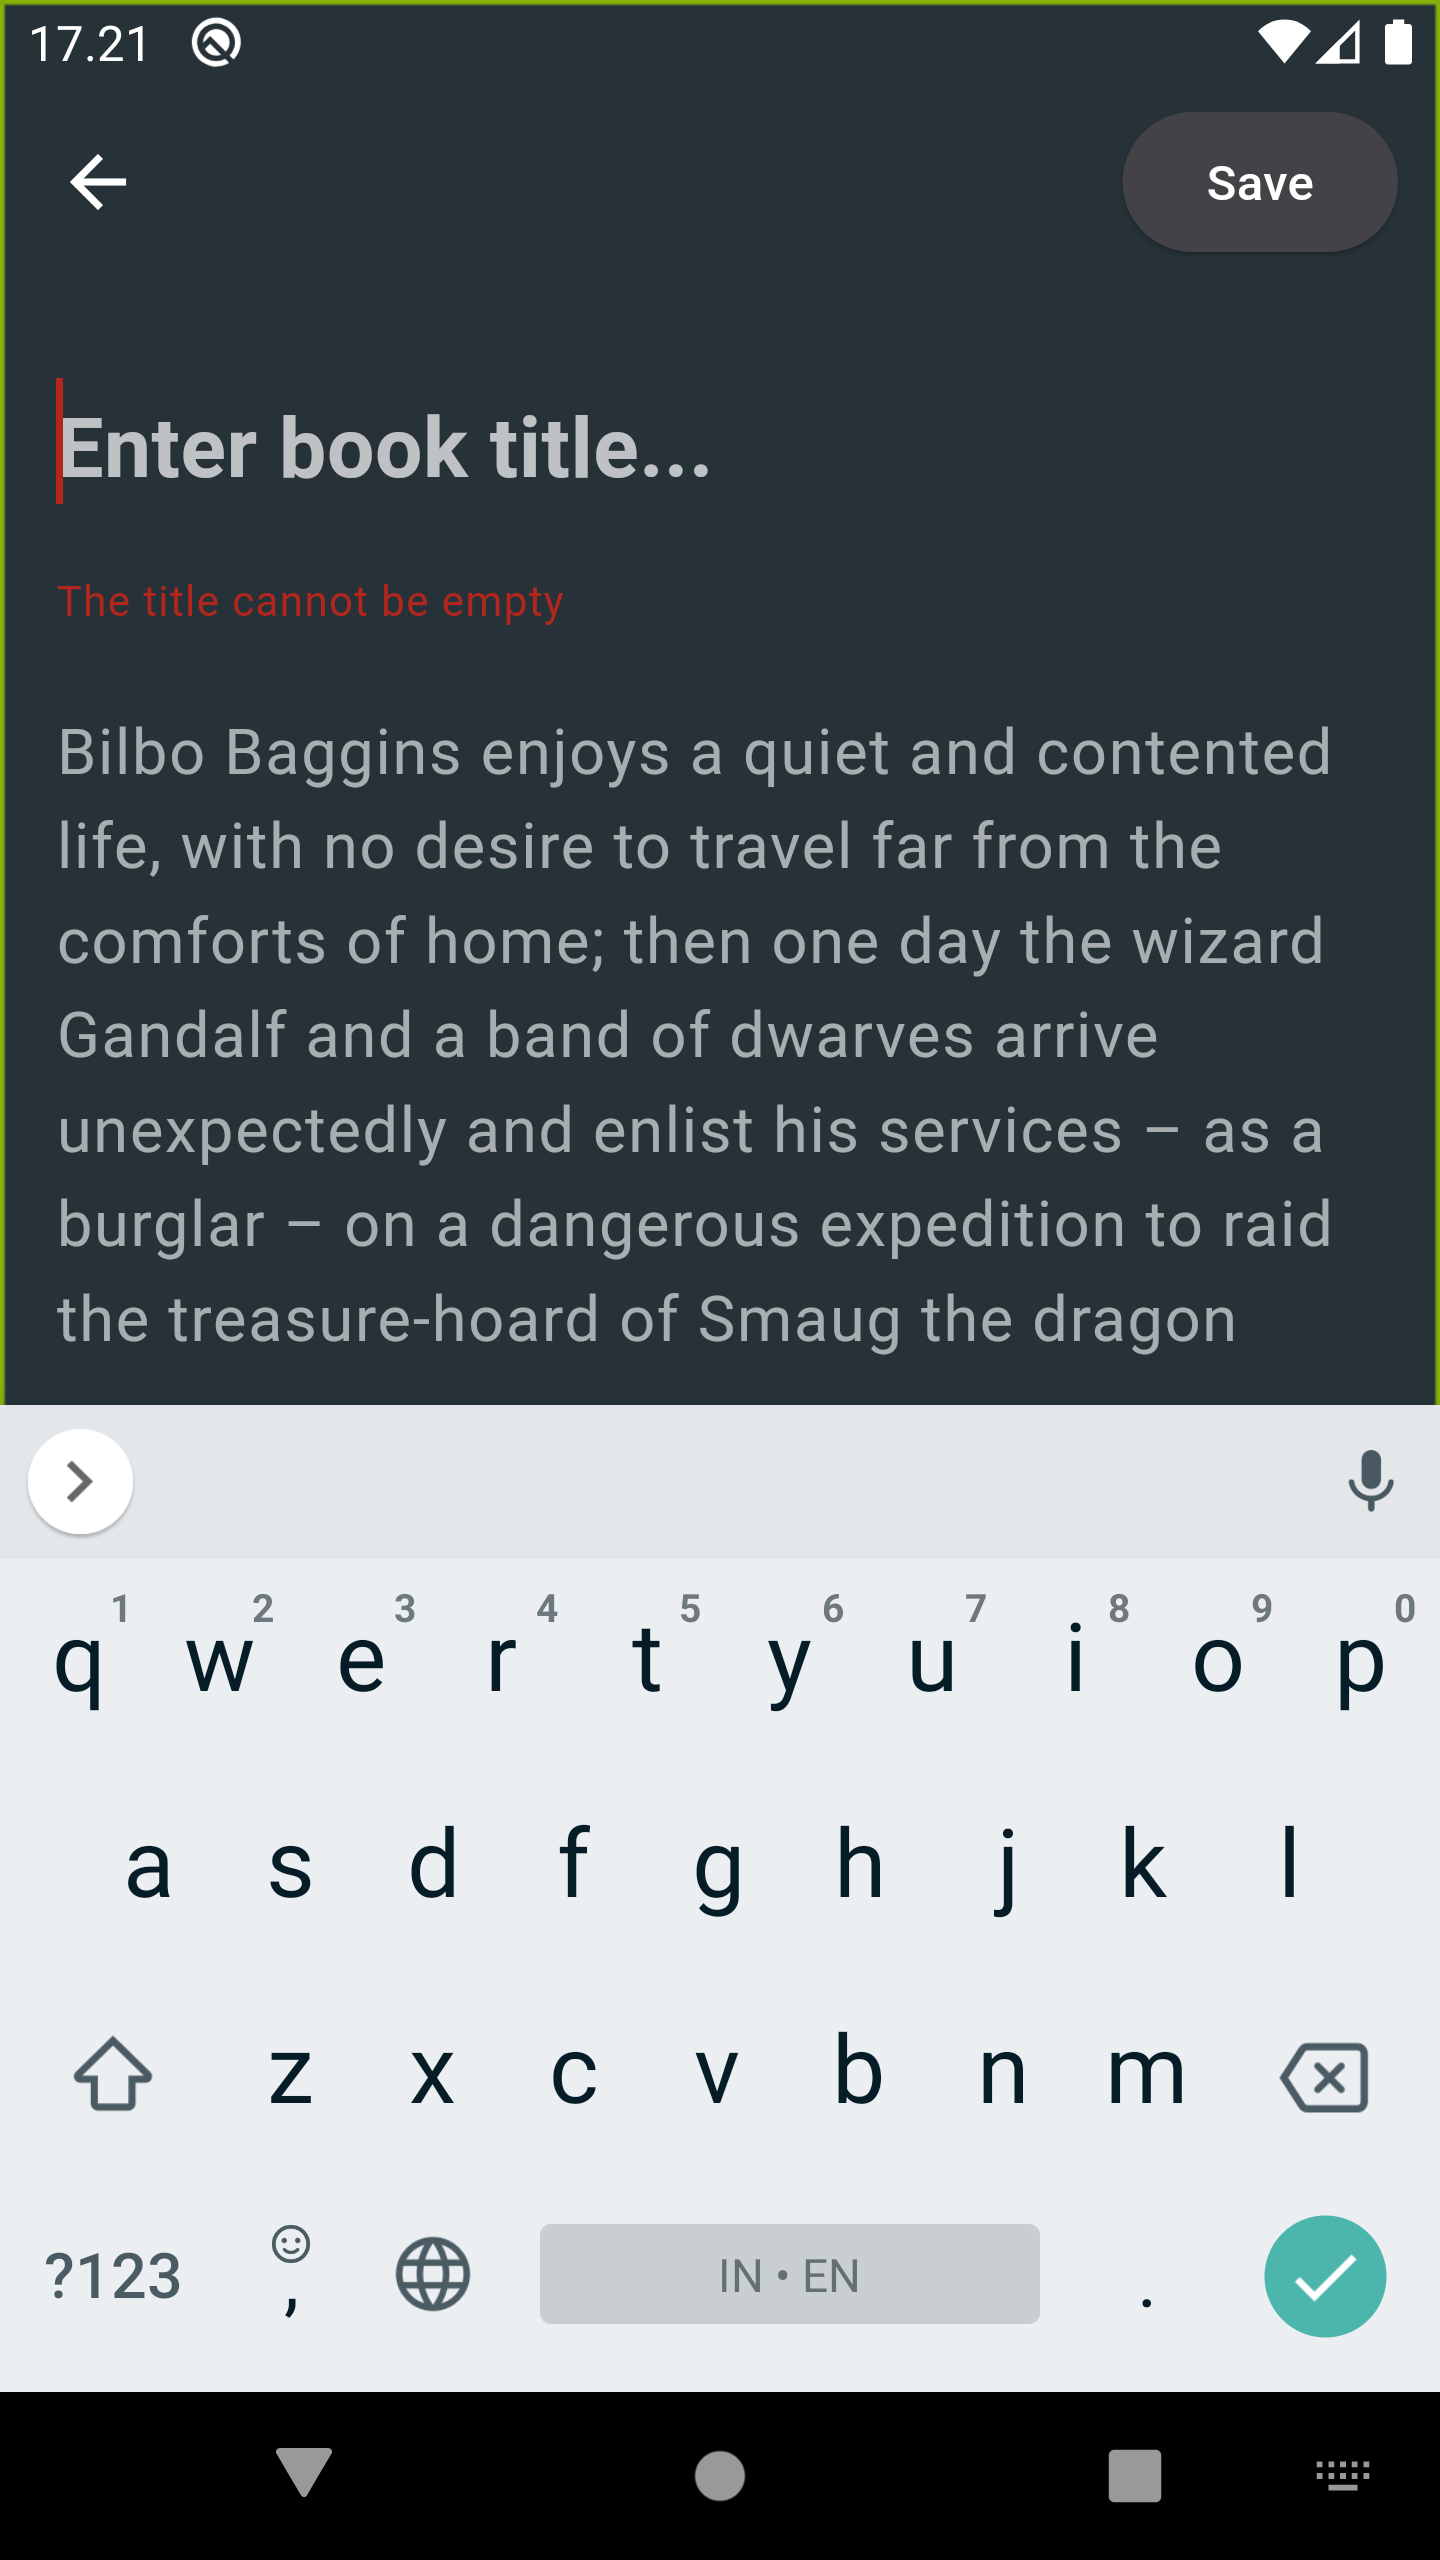 17.21
Save
Enter book title...
The title cannot be empty
Bilbo Baggins enjoys a quiet and contented
life, with no desire to travel far from the
comforts of home; then one day the wizard
Gandalf and a band of dwarves arrive
unexpectedly and enlist his services – as a
burglar – on a dangerous expedition to raid
the treasure-hoard of Smaug the dragon
1 2 3 4 5 6 7 8 9 0
q w e r t y u i o p
a s d f g h j k l
z x c v b n m
?123 , IN • EN .